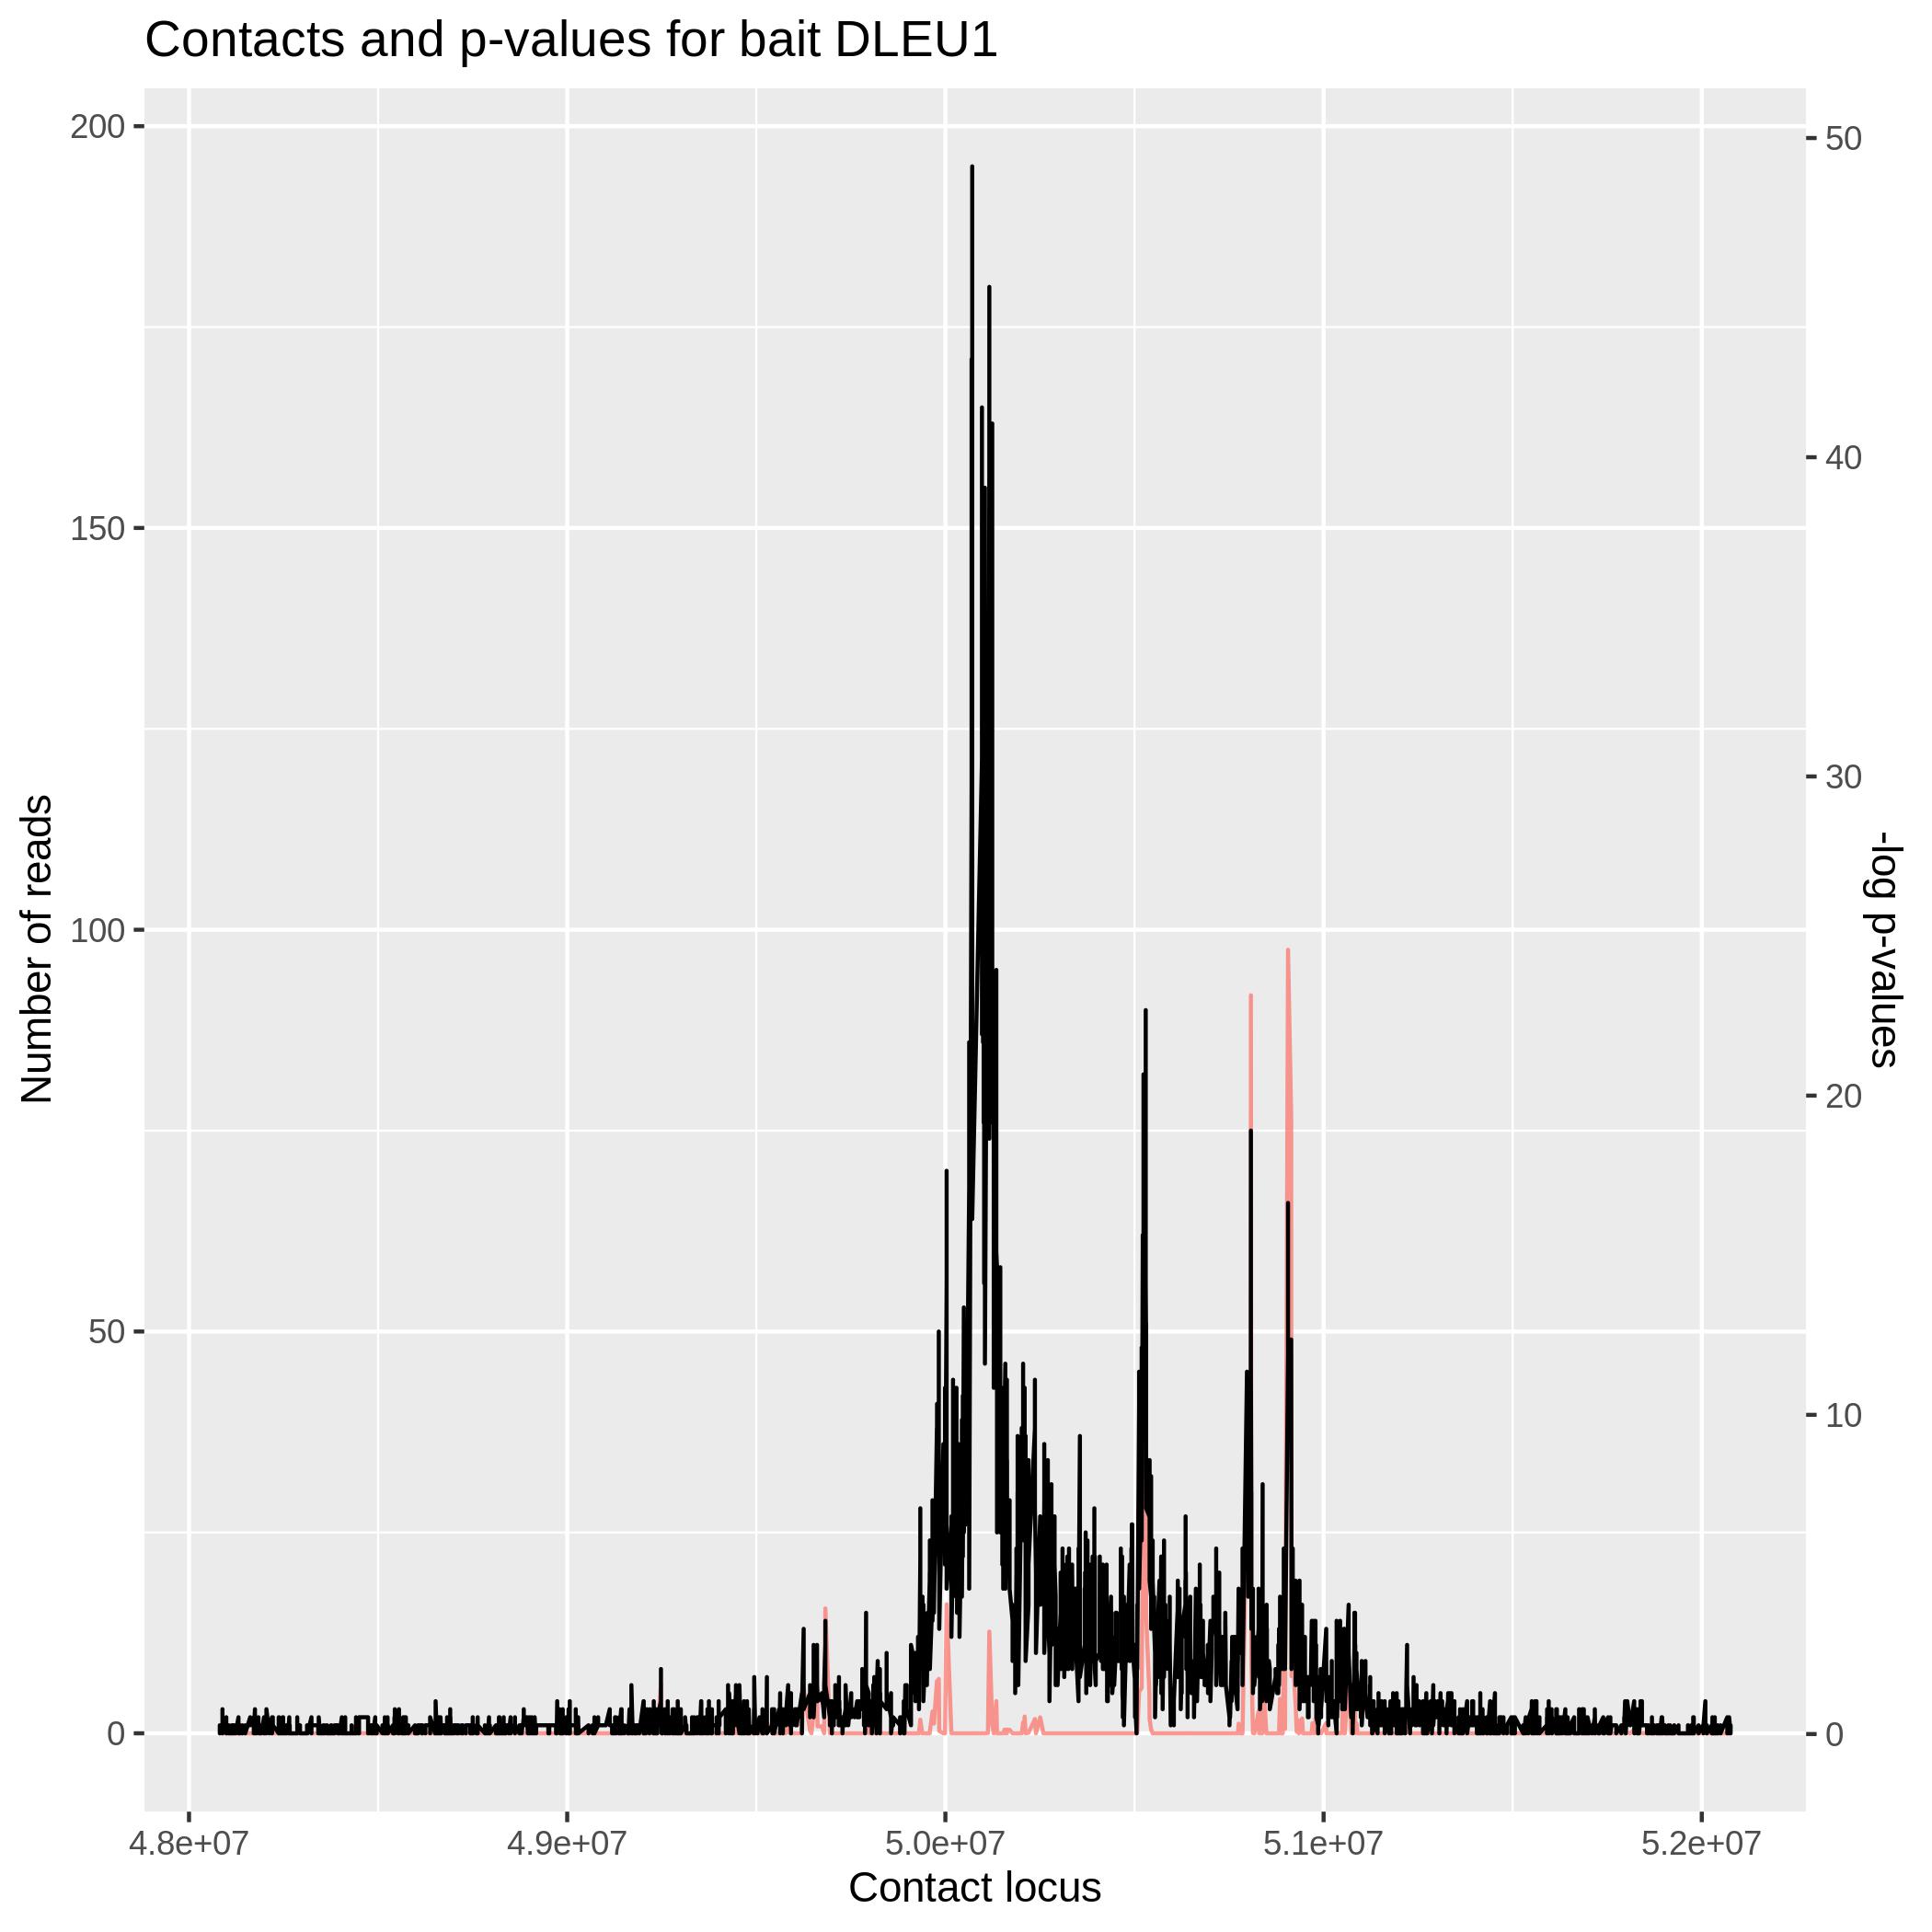 Contacts and p-values for bait DLEU1
200
150
100
50
0
Number of reads
50
40
30
20
10
0
-log p-values
4.8e+07
4.9e+07
5.0e+07
5.1e+07
5.2e+07
Contact locus